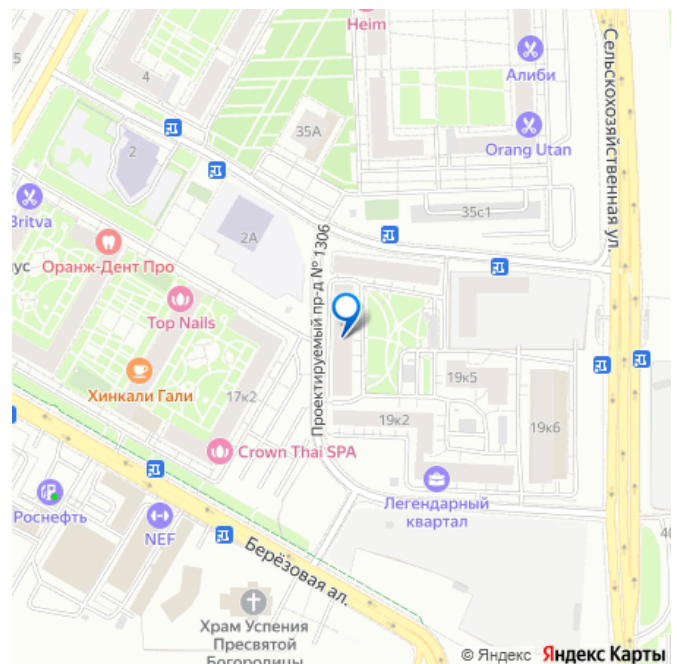 Heim
4
Алиби
Сельскохозяйственная ул.
35А
2
Orang Utan
Britva
35с1
2А
Оранж-Дент Про
Проектируемый пр-д № 1306
Top Nails
Хинкали Гали
17к2
19к5
19к2
19к6
Crown Thai SPA
Легендарный
квартал
Роснефть
NEF
Берёзовая ал.
Храм Успения
Пресвятой
Богородицы
© Яндекс Яндекс Карты